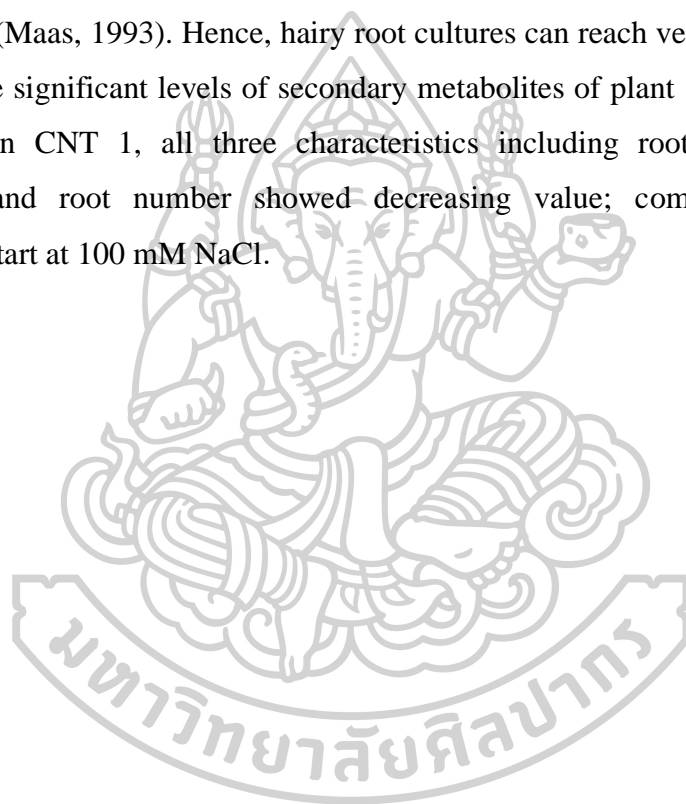 (Maas, 1993). Hence, hairy root cultures can reach ve
significant levels of secondary metabolites of plant
n CNT 1, all three characteristics including root
nd root number showed decreasing value; com
tart at 100 mM NaCl.
มหาวิทยาลัยศิลปากร